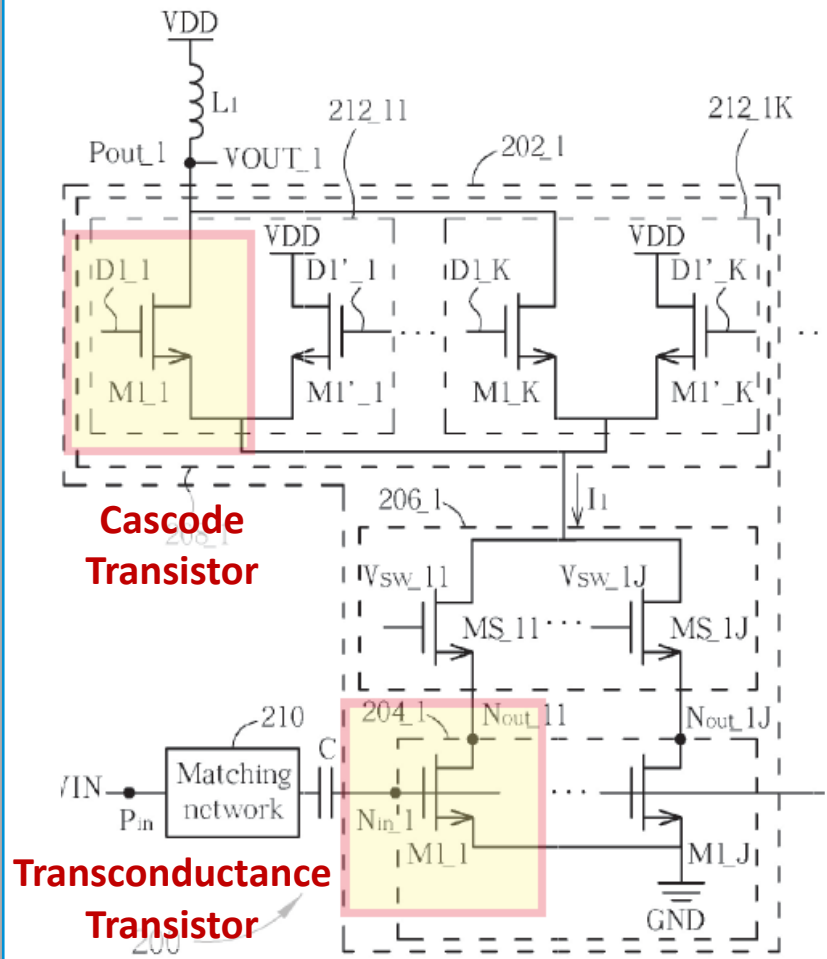 VDD
L1
212_11
212_1K
Pout_1
VOUT_1
202_1
VDD
VDD
D1_1
D1'_1
D1_K
D1'_K
...
...
M1_1
M1'_1
M1_K
M1'_K
Cascode
208_1
Transistor
206_1
I1
VSW_11
VSW_1J
MS_11
...
MS_1J
204_1
Nout_11
Nout_1J
210
C
VIN
Pin
Matching
network
Nin_1
...
M1_1
M1_J
Transconductance
Transistor
200
GND